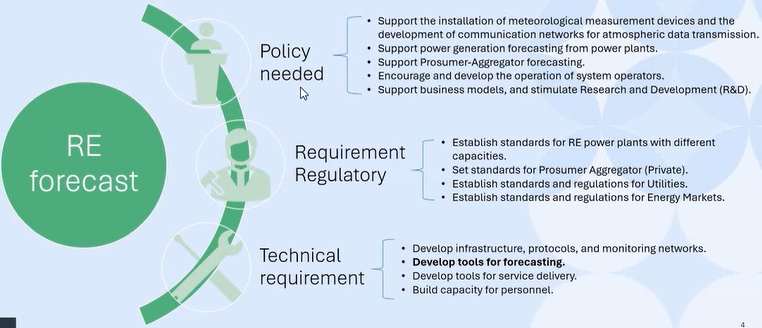 RE
forecast
Policy
needed
• Support the installation of meteorological measurement devices and the
development of communication networks for atmospheric data transmission.
• Support power generation forecasting from power plants.
• Support Prosumer-Aggregator forecasting.
• Encourage and develop the operation of system operators.
• Support business models, and stimulate Research and Development (R&D).
Requirement
Regulatory
• Establish standards for RE power plants with different
capacities.
• Set standards for Prosumer Aggregator (Private).
• Establish standards and regulations for Utilities.
• Establish standards and regulations for Energy Markets.
Technical
requirement
• Develop infrastructure, protocols, and monitoring networks.
• Develop tools for forecasting.
• Develop tools for service delivery.
• Build capacity for personnel.
4